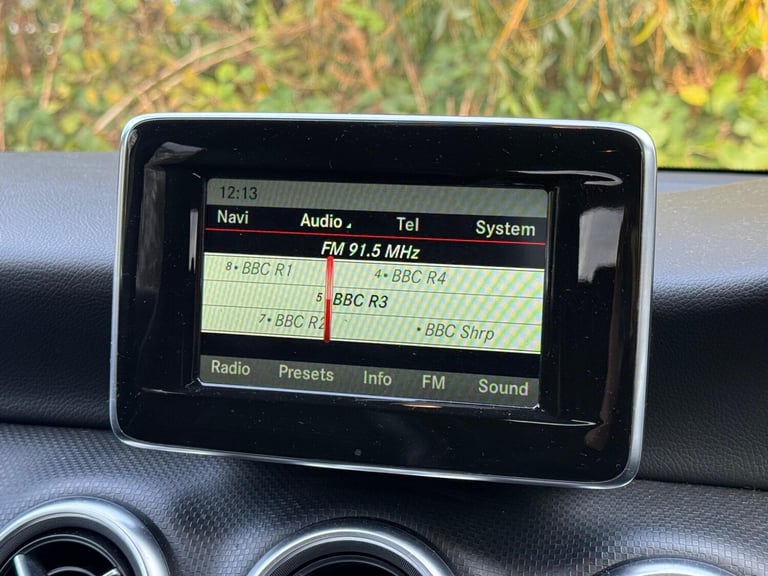 12:13
Navi Audio Tel System
FM 91.5 MHz
8• BBC R1 4• BBC R4
5 BBC R3
7• BBC R2 • BBC Shrp
Radio Presets Info FM Sound